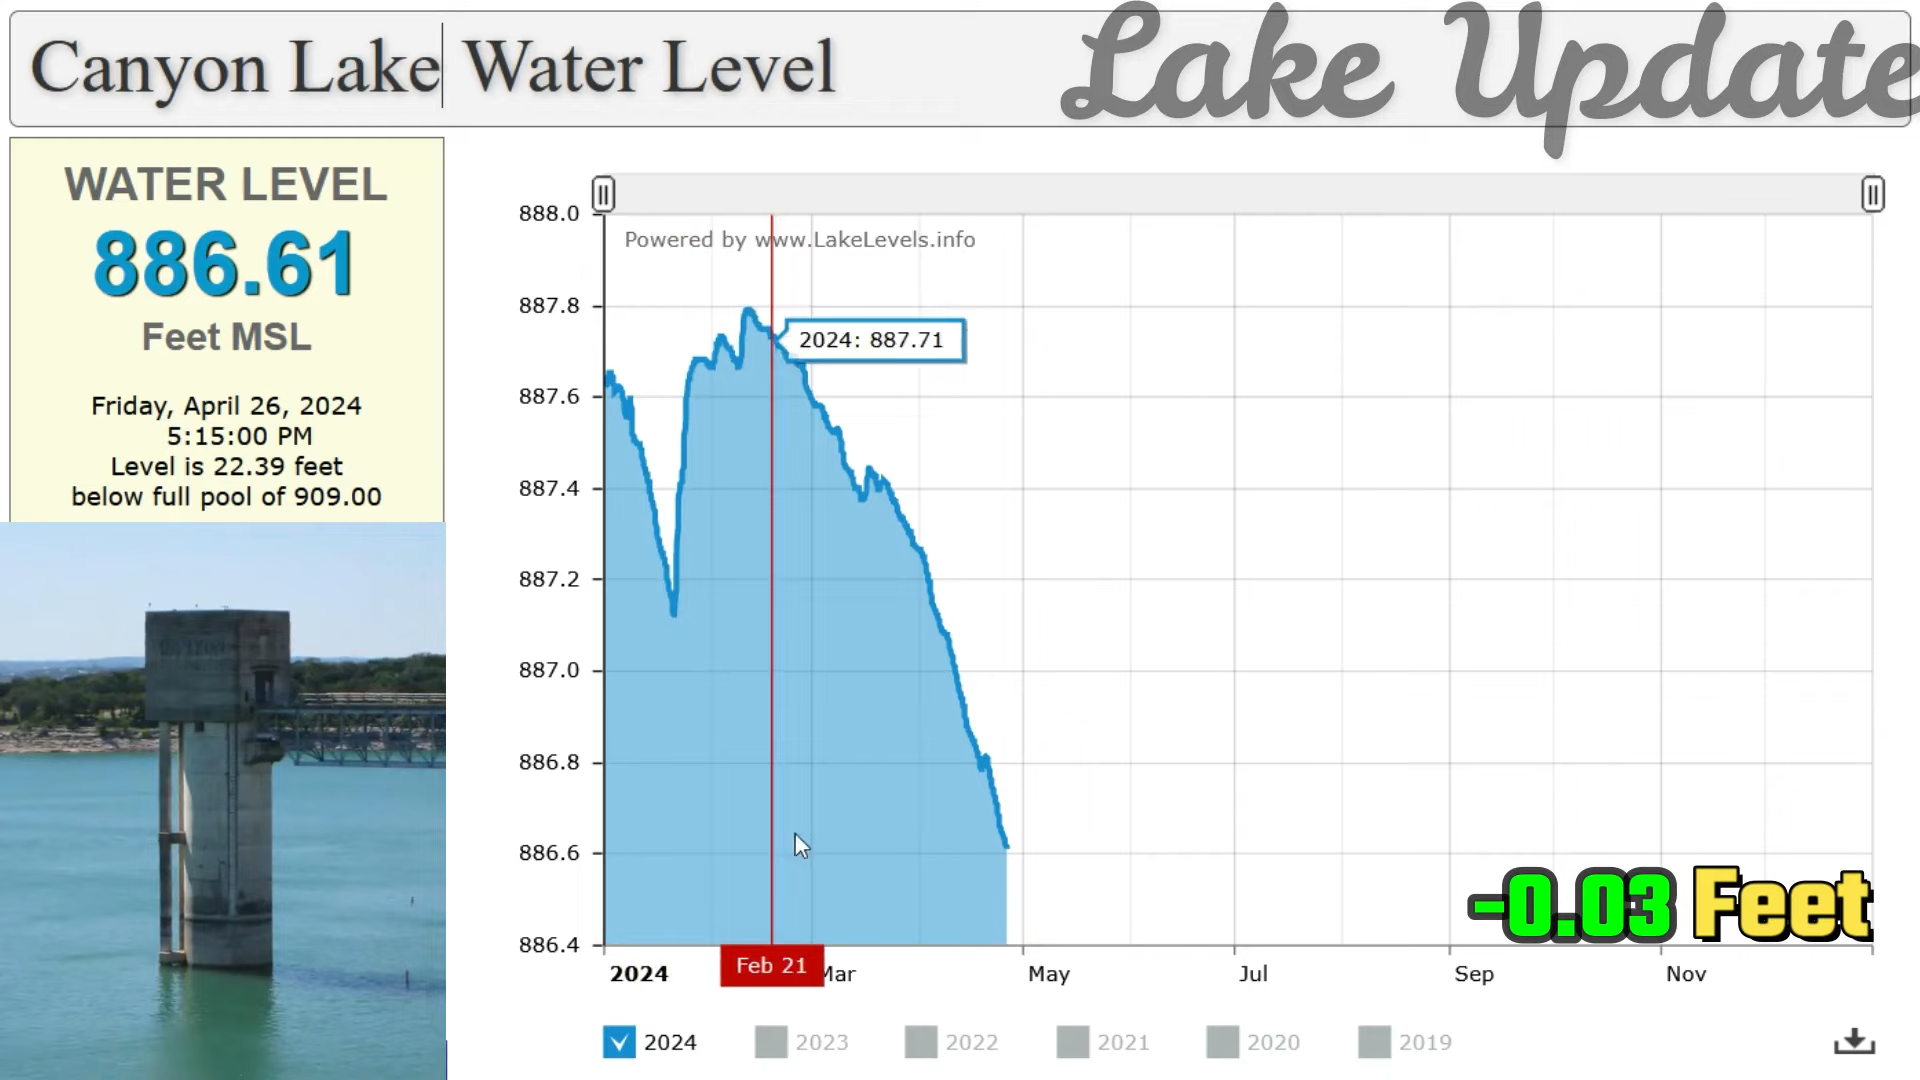 Canyon Lake Water Level
Lake Update
WATER LEVEL
886.61
Feet MSL
Friday, April 26, 2024
5:15:00 PM
Level is 22.39 feet
below full pool of 909.00
888.0
887.8
887.6
887.4
887.2
887.0
886.8
886.6
886.4
Powered by www.LakeLevels.info
2024: 887.71
-0.03 Feet
2024
Feb 21
Mar
May
Jul
Sep
Nov
2024
2023
2022
2021
2020
2019